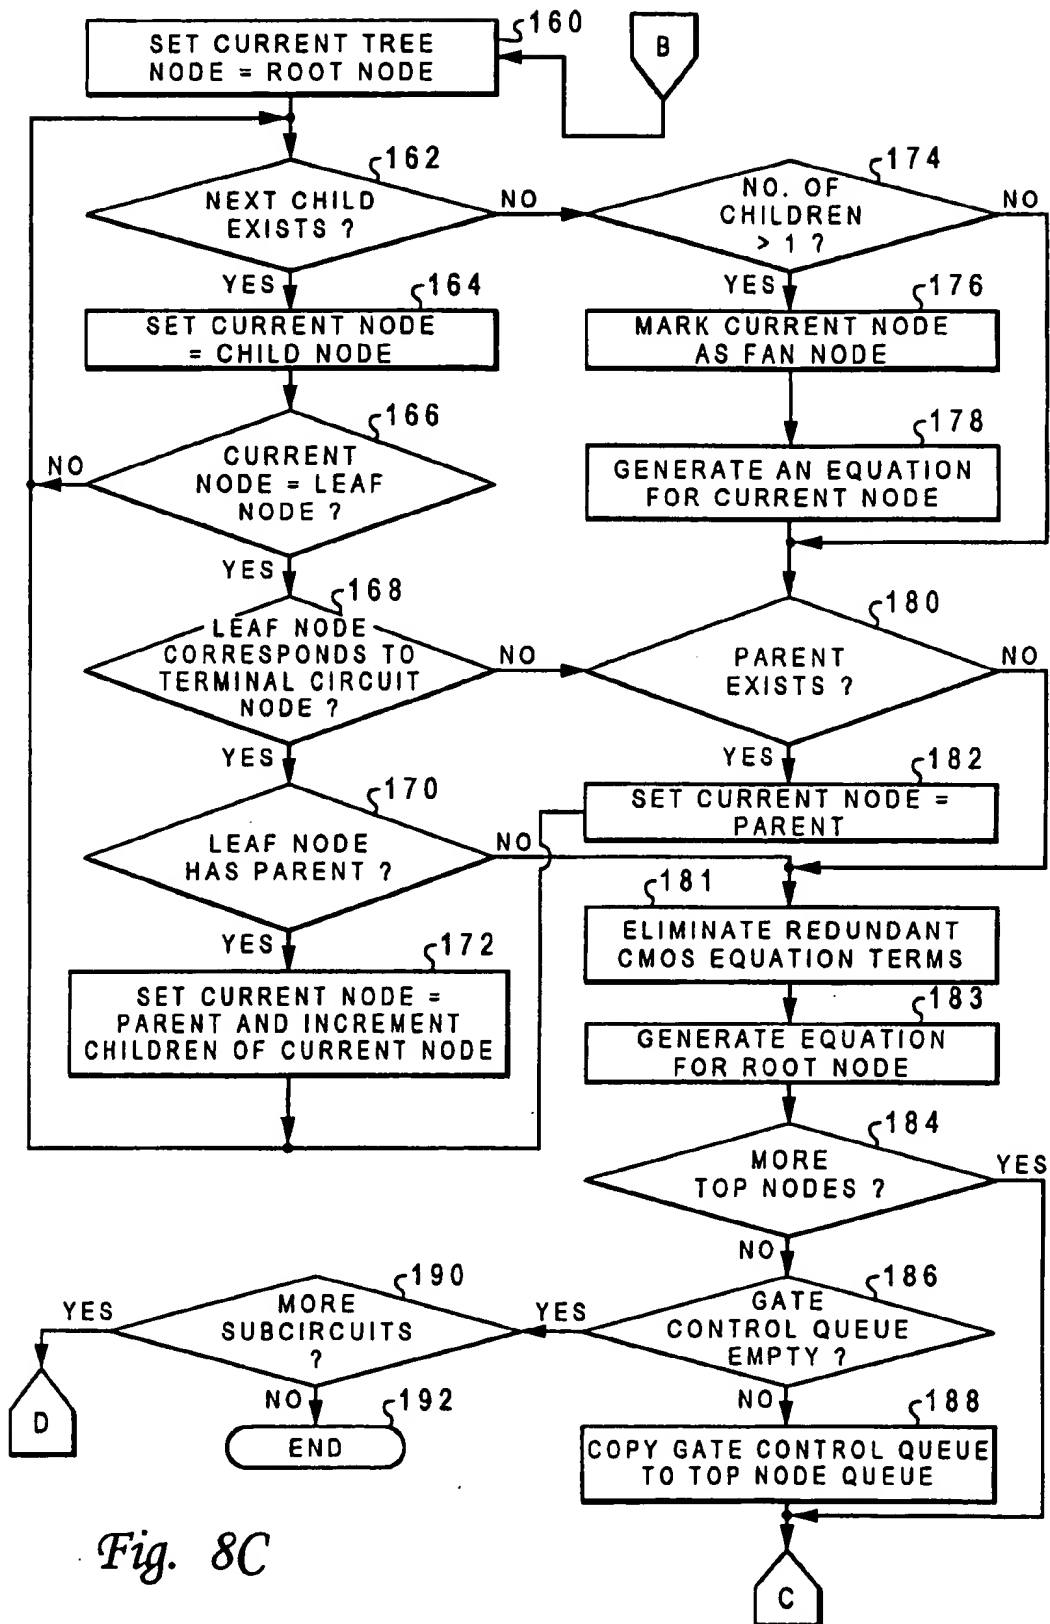 160
SET CURRENT TREE
NODE = ROOT NODE
B
162
NEXT CHILD
EXISTS ?
NO
YES
174
NO. OF
CHILDREN
> 1 ?
NO
YES
164
SET CURRENT NODE
= CHILD NODE
176
MARK CURRENT NODE
AS FAN NODE
166
CURRENT
NODE = LEAF
NODE ?
NO
YES
178
GENERATE AN EQUATION
FOR CURRENT NODE
168
LEAF NODE
CORRESPONDS TO
TERMINAL CIRCUIT
NODE ?
NO
YES
180
PARENT
EXISTS ?
NO
YES
182
SET CURRENT NODE =
PARENT
170
LEAF NODE
HAS PARENT ?
NO
YES
181
ELIMINATE REDUNDANT
CMOS EQUATION TERMS
172
SET CURRENT NODE =
PARENT AND INCREMENT
CHILDREN OF CURRENT NODE
183
GENERATE EQUATION
FOR ROOT NODE
184
MORE
TOP NODES ?
YES
NO
186
GATE
CONTROL QUEUE
EMPTY ?
YES
NO
190
MORE
SUBCIRCUITS
?
YES
NO
D
192
END
188
COPY GATE CONTROL QUEUE
TO TOP NODE QUEUE
C
Fig. 8C